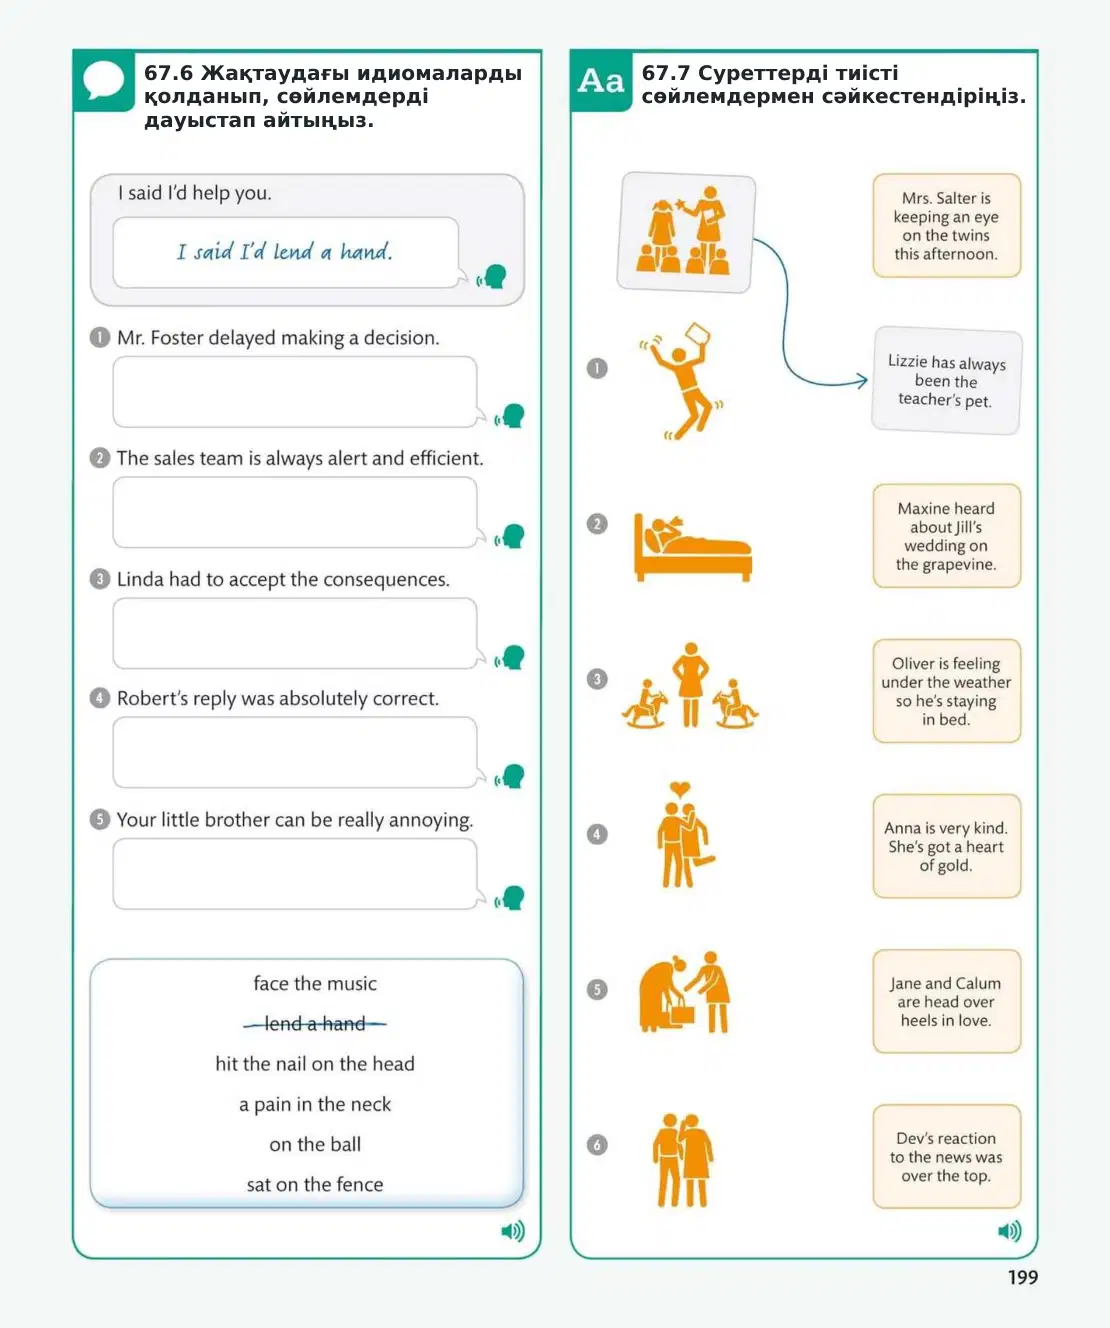 67.6 Жақтаудағы идиомаларды
қолданып, сөйлемдерді
дауыстап айтыңыз.
I said I'd help you.
I said I'd lend a hand.
1 Mr. Foster delayed making a decision.
2 The sales team is always alert and efficient.
3 Linda had to accept the consequences.
4 Robert's reply was absolutely correct.
5 Your little brother can be really annoying.
face the music
lend a hand
hit the nail on the head
a pain in the neck
on the ball
sat on the fence
Aa
67.7 Суреттерді тиісті
сөйлемдермен сәйкестендіріңіз.
Mrs. Salter is
keeping an eye
on the twins
this afternoon.
1
Lizzie has always
been the
teacher's pet.
2
Maxine heard
about Jill's
wedding on
the grapevine.
3
Oliver is feeling
under the weather
so he's staying
in bed.
4
Anna is very kind.
She's got a heart
of gold.
5
Jane and Calum
are head over
heels in love.
6
Dev's reaction
to the news was
over the top.
199